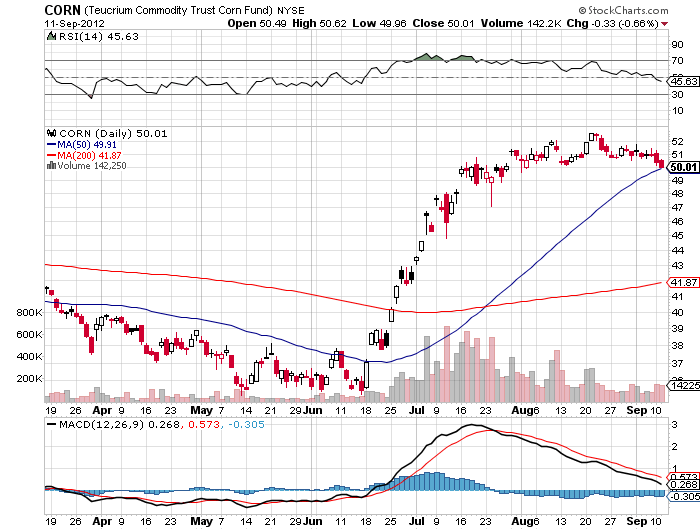 CORN (Teucrium Commodity Trust Corn Fund) NYSE © StockCharts.com
11-Sep-2012 Open 50.49 High 50.62 Low 49.96 Close 50.01 Volume 142.2K Chg -0.33 (-0.66%)
RSI(14) 45.63
90
70
50
45.63
30
10
CORN (Daily) 50.01
MA(50) 49.91
MA(200) 41.87
Volume 142,250
52
51
50.01
49
48
47
46
45
44
43
42
41.87
41
800K 40
600K 39
38
400K
37
200K 36
14225
19 26 Apr 9 16 23 May 7 14 21 29 Jun 11 18 25 Jul 9 16 23 Aug 6 13 20 27 Sep 10
MACD(12,26,9) 0.268, 0.573, -0.305
3
2
1
0.573
0.268
-0.305
19 26 Apr 9 16 23 May 7 14 21 29 Jun 11 18 25 Jul 9 16 23 Aug 6 13 20 27 Sep 10